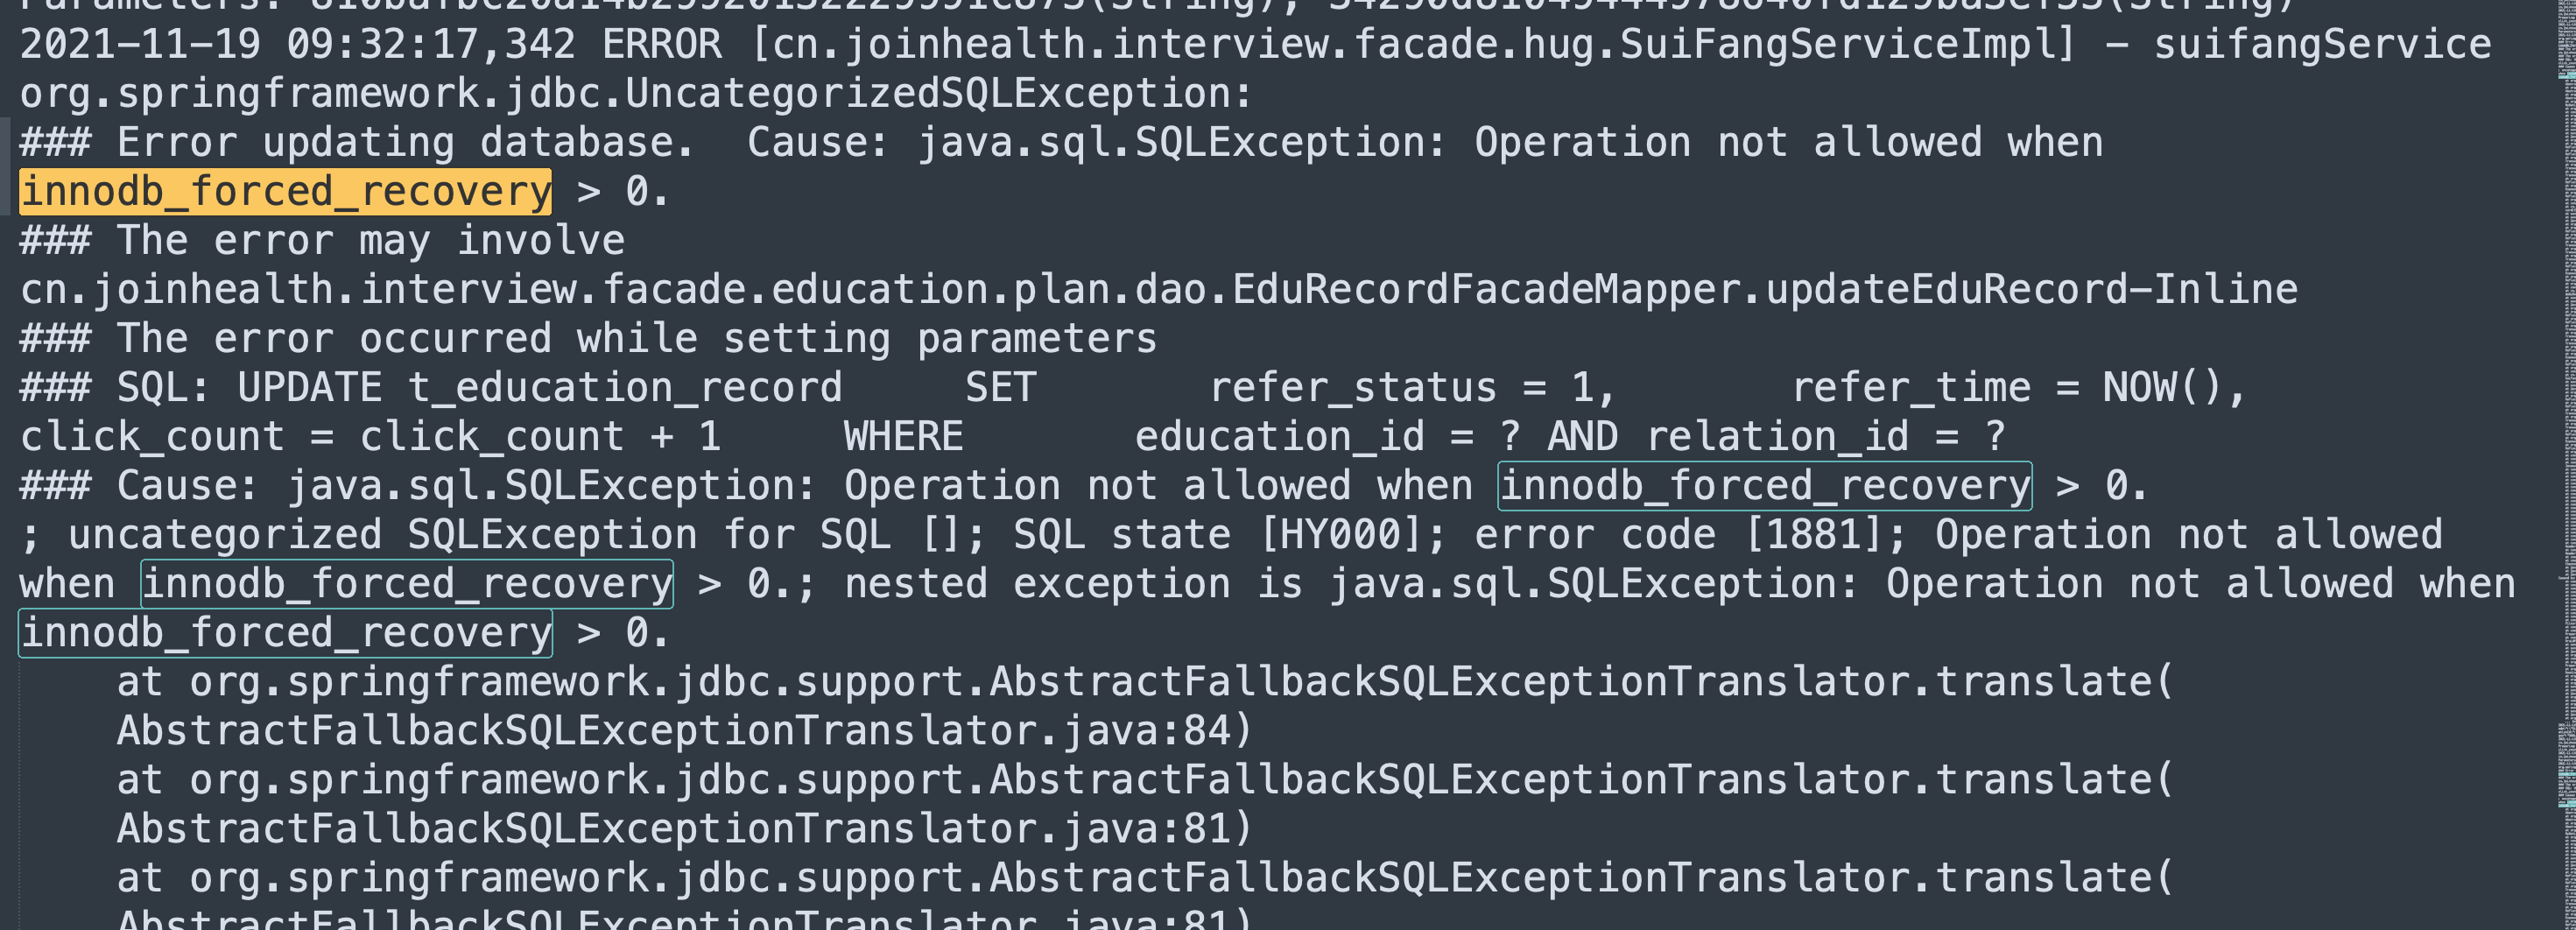 2021-11-19 09:32:17,342 ERROR [cn.joinhealth.interview.facade.hug.SuiFangServiceImpl] - suifangService
org.springframework.jdbc.UncategorizedSQLException:
### Error updating database.  Cause: java.sql.SQLException: Operation not allowed when
innodb_forced_recovery > 0.
### The error may involve
cn.joinhealth.interview.facade.education.plan.dao.EduRecordFacadeMapper.updateEduRecord-Inline
### The error occurred while setting parameters
### SQL: UPDATE t_education_record     SET       refer_status = 1,       refer_time = NOW(),
click_count = click_count + 1     WHERE       education_id = ? AND relation_id = ?
### Cause: java.sql.SQLException: Operation not allowed when innodb_forced_recovery > 0.
; uncategorized SQLException for SQL []; SQL state [HY000]; error code [1881]; Operation not allowed
when innodb_forced_recovery > 0.; nested exception is java.sql.SQLException: Operation not allowed when
innodb_forced_recovery > 0.
at org.springframework.jdbc.support.AbstractFallbackSQLExceptionTranslator.translate(
AbstractFallbackSQLExceptionTranslator.java:84)
at org.springframework.jdbc.support.AbstractFallbackSQLExceptionTranslator.translate(
AbstractFallbackSQLExceptionTranslator.java:81)
at org.springframework.jdbc.support.AbstractFallbackSQLExceptionTranslator.translate(
AbstractFallbackSQLExceptionTranslator.java:81)